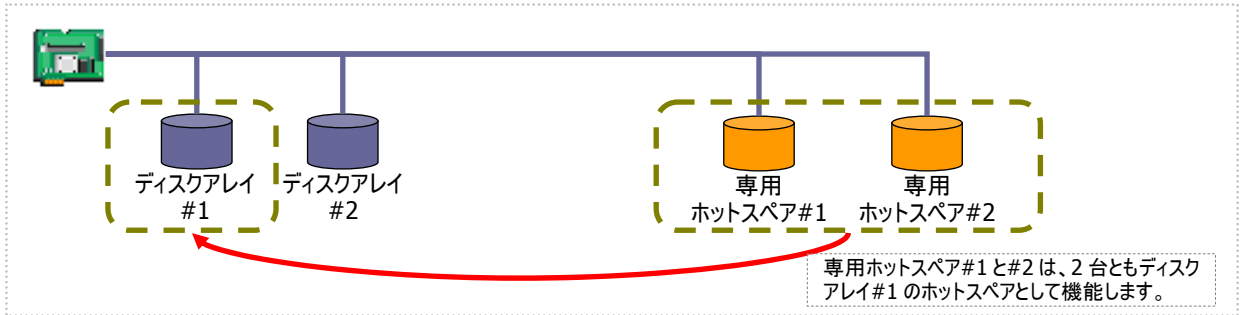 ディスクアレイ
#1
ディスクアレイ
#2
専用
ホットスペア#1
専用
ホットスペア#2
専用ホットスペア#1 と#2 は、2 台ともディスク
アレイ#1 のホットスペアとして機能します。